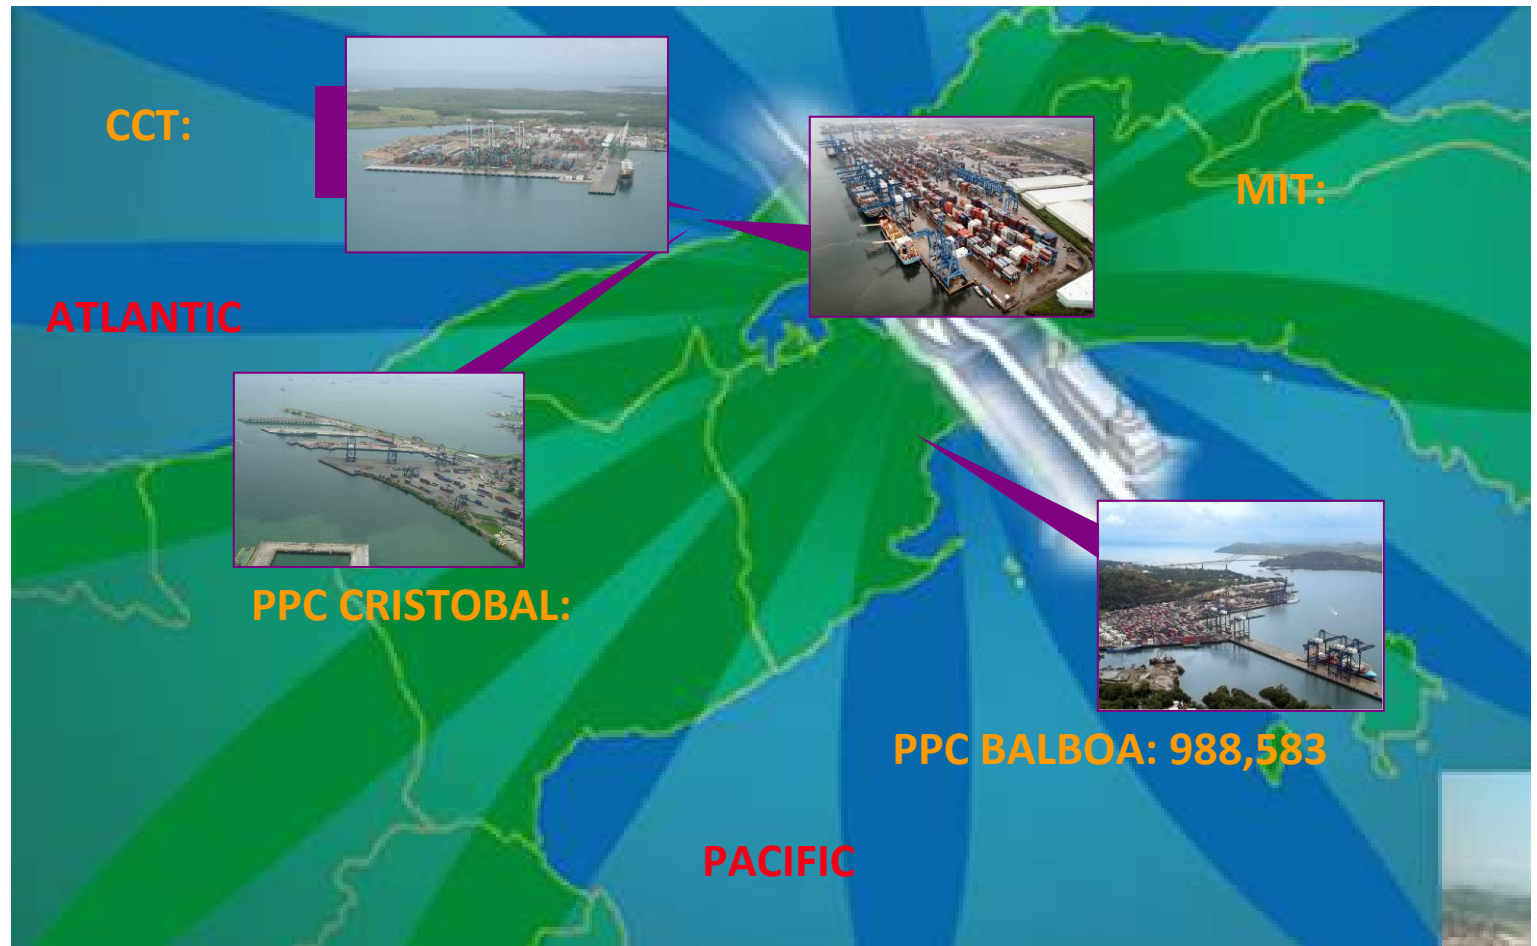 CCT:
MIT:
ATLANTIC
PPC CRISTOBAL:
PPC BALBOA: 988,583
PACIFIC